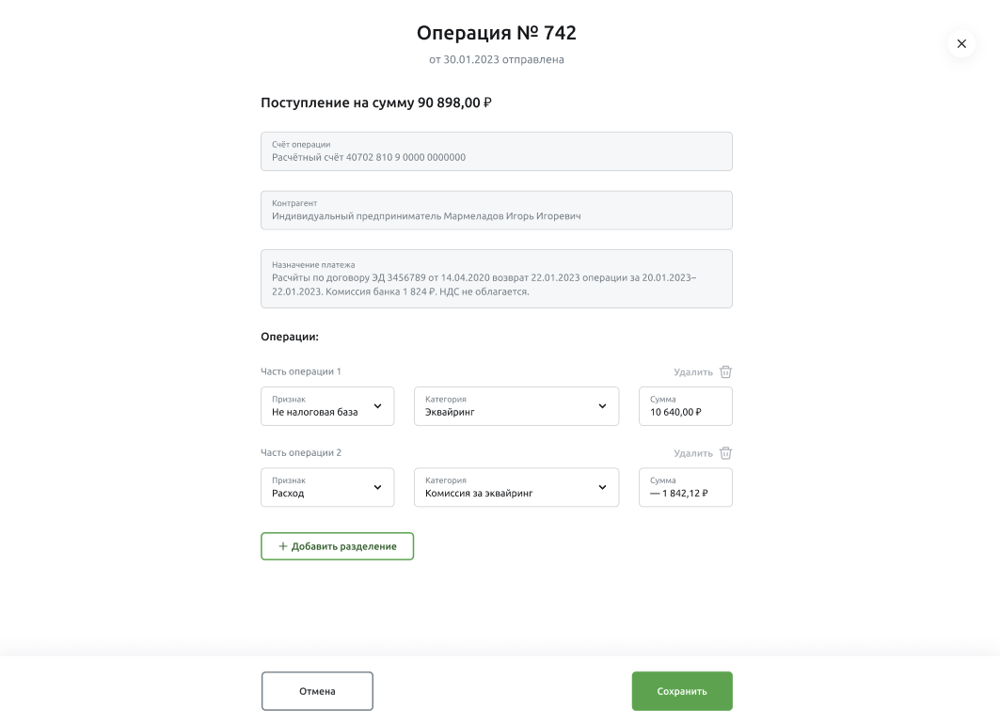 Операция № 742
от 30.01.2023 отправлена
Поступление на сумму 90 898,00 ₽
Счёт операции
Расчётный счёт 40702 810 9 0000 0000000
Контрагент
Индивидуальный предприниматель Мармеладов Игорь Игоревич
Назначение платежа
Расчйты по договору ЭД 3456789 от 14.04.2020 возврат 22.01.2023 операции за 20.01.2023–
22.01.2023. Комиссия банка 1 824 ₽. НДС не облагается.
Операции:
Часть операции 1 Удалить
Признак Категория Сумма
Не налоговая база Эквайринг 10 640,00 ₽
Часть операции 2 Удалить
Признак Категория Сумма
Расход Комиссия за эквайринг — 1 842,12 ₽
+ Добавить разделение
Отмена Сохранить